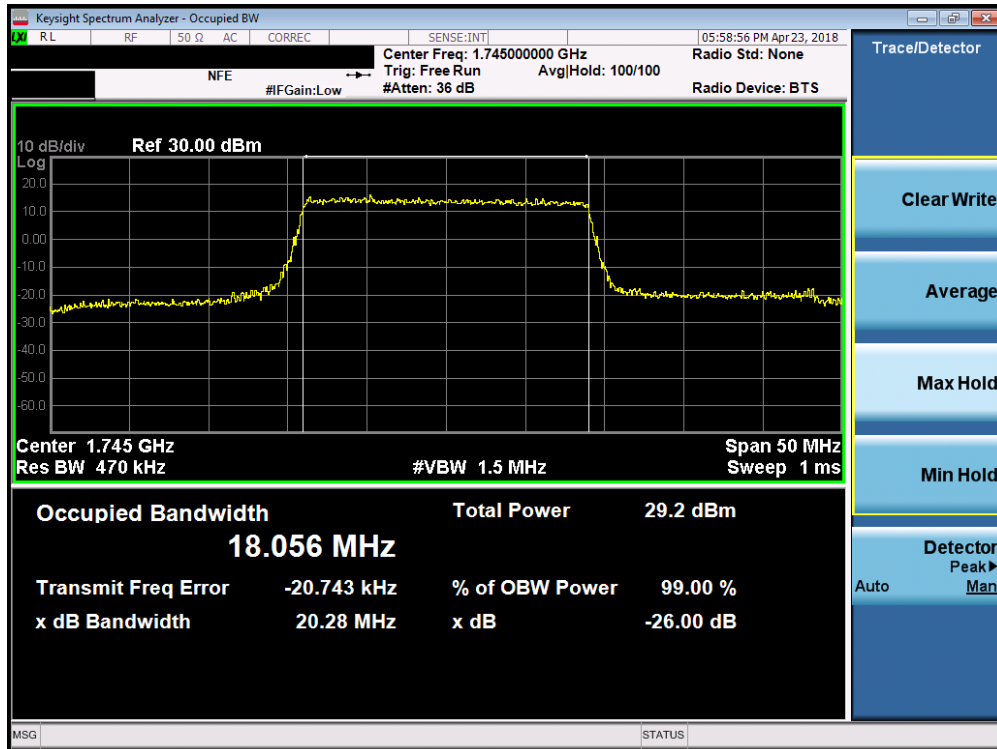 Keysight Spectrum Analyzer - Occupied BW
LXI RL RF 50 Ω AC CORREC SENSE:INT 05:58:56 PM Apr 23, 2018
Center Freq: 1.745000000 GHz Radio Std: None
NFE Trig: Free Run Avg|Hold: 100/100
#IFGain:Low #Atten: 36 dB Radio Device: BTS
10 dB/div Ref 30.00 dBm
Log
20.0
10.0
0.00
-10.0
-20.0
-30.0
-40.0
-50.0
-60.0
Center 1.745 GHz Span 50 MHz
Res BW 470 kHz #VBW 1.5 MHz Sweep 1 ms
Occupied Bandwidth Total Power 29.2 dBm
18.056 MHz
Transmit Freq Error -20.743 kHz % of OBW Power 99.00 %
x dB Bandwidth 20.28 MHz x dB -26.00 dB
MSG STATUS
Trace/Detector
Clear Write
Average
Max Hold
Min Hold
Detector
Peak▶
Auto Man